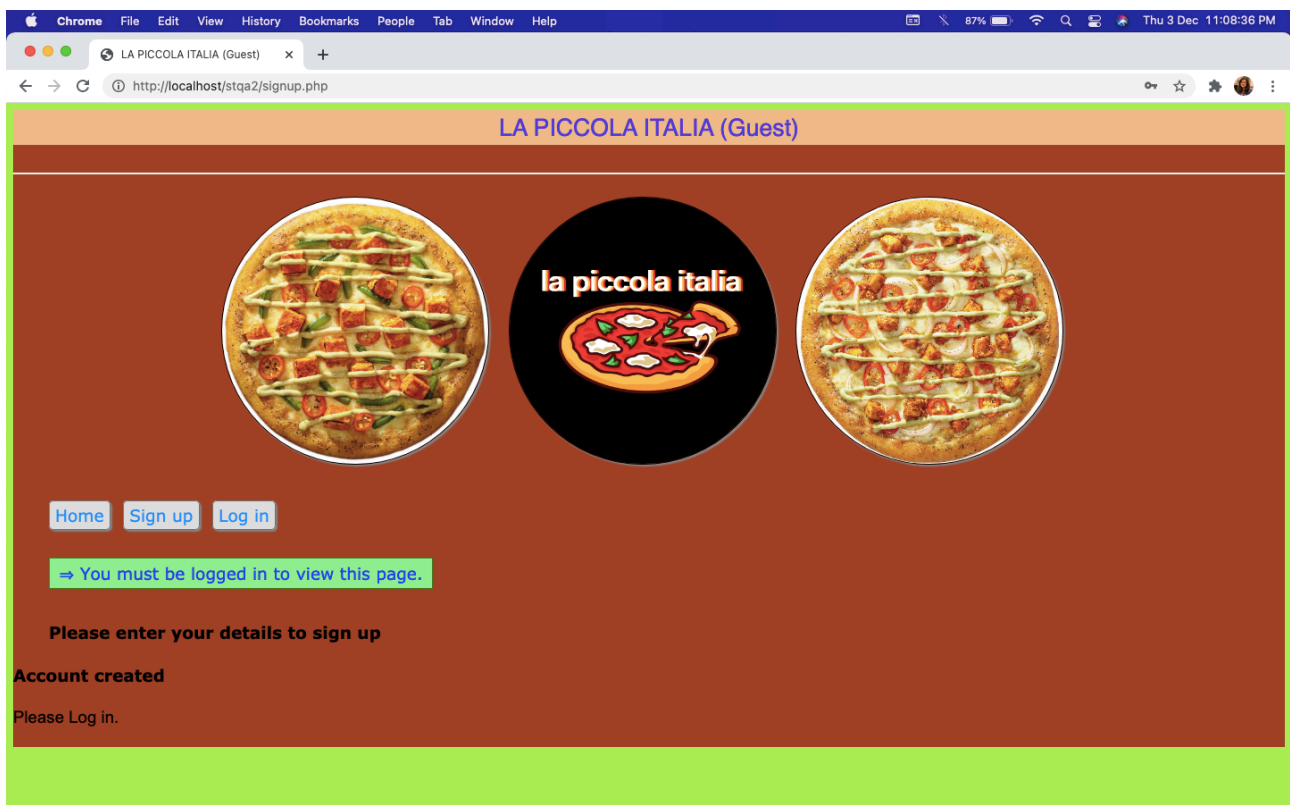 Chrome File Edit View History Bookmarks People Tab Window Help 87% Thu 3 Dec 11:08:36 PM
LA PICCOLA ITALIA (Guest)
http://localhost/stqa2/signup.php
LA PICCOLA ITALIA (Guest)
la piccola italia
Home Sign up Log in
⇒ You must be logged in to view this page.
Please enter your details to sign up
Account created
Please Log in.